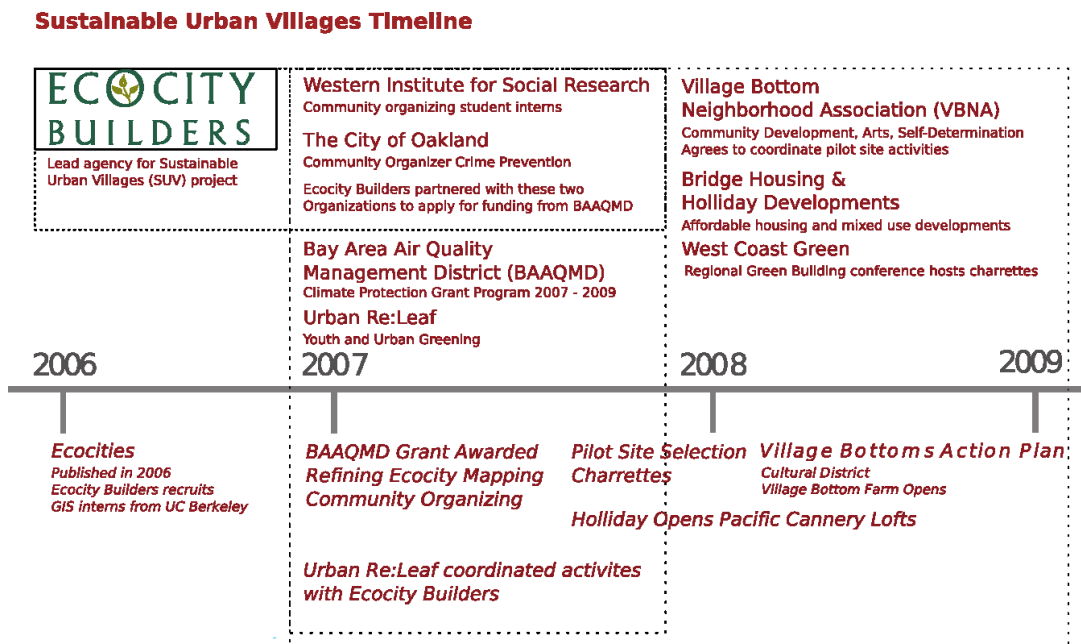 Sustainable Urban Villages Timeline
ECOCITY
BUILDERS
Lead agency for Sustainable
Urban Villages (SUV) project
Western Institute for Social Research
Community organizing student interns
The City of Oakland
Community Organizer Crime Prevention
Ecocity Builders partnered with these two
Organizations to apply for funding from BAAQMD
Bay Area Air Quality
Management District (BAAQMD)
Climate Protection Grant Program 2007 - 2009
Urban Re:Leaf
Youth and Urban Greening
Village Bottom
Neighborhood Association (VBNA)
Community Development, Arts, Self-Determination
Agrees to coordinate pilot site activities
Bridge Housing &
Holliday Developments
Affordable housing and mixed use developments
West Coast Green
Regional Green Building conference hosts charrettes
2006
2007
2008
2009
Ecocities
Published in 2006
Ecocity Builders recruits
GIS interns from UC Berkeley
BAAQMD Grant Awarded
Refining Ecocity Mapping
Community Organizing
Urban Re:Leaf coordinated activites
with Ecocity Builders
Pilot Site Selection
Charrettes
Holliday Opens Pacific Cannery Lofts
Village Bottoms Action Plan
Cultural District
Village Bottom Farm Opens